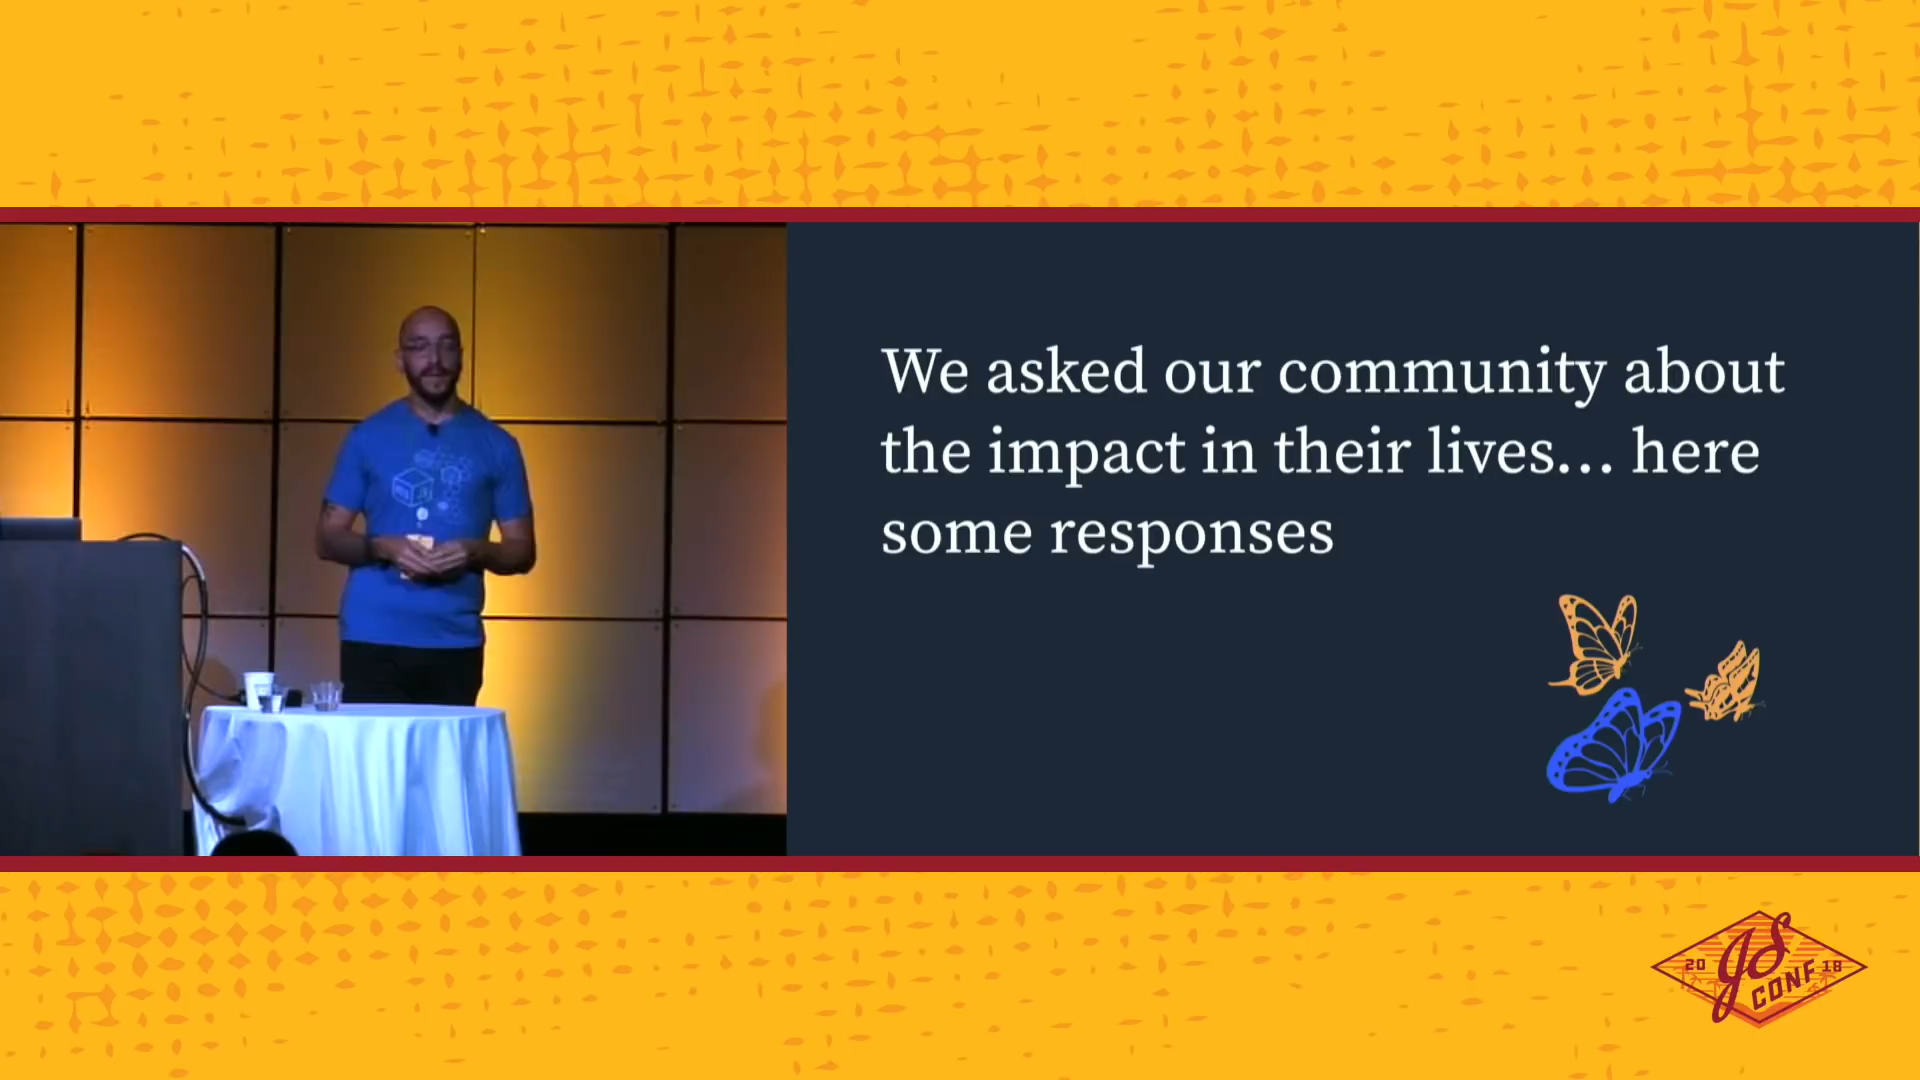 We asked our community about
the impact in their lives... here
some responses
20 JS 18
CONF